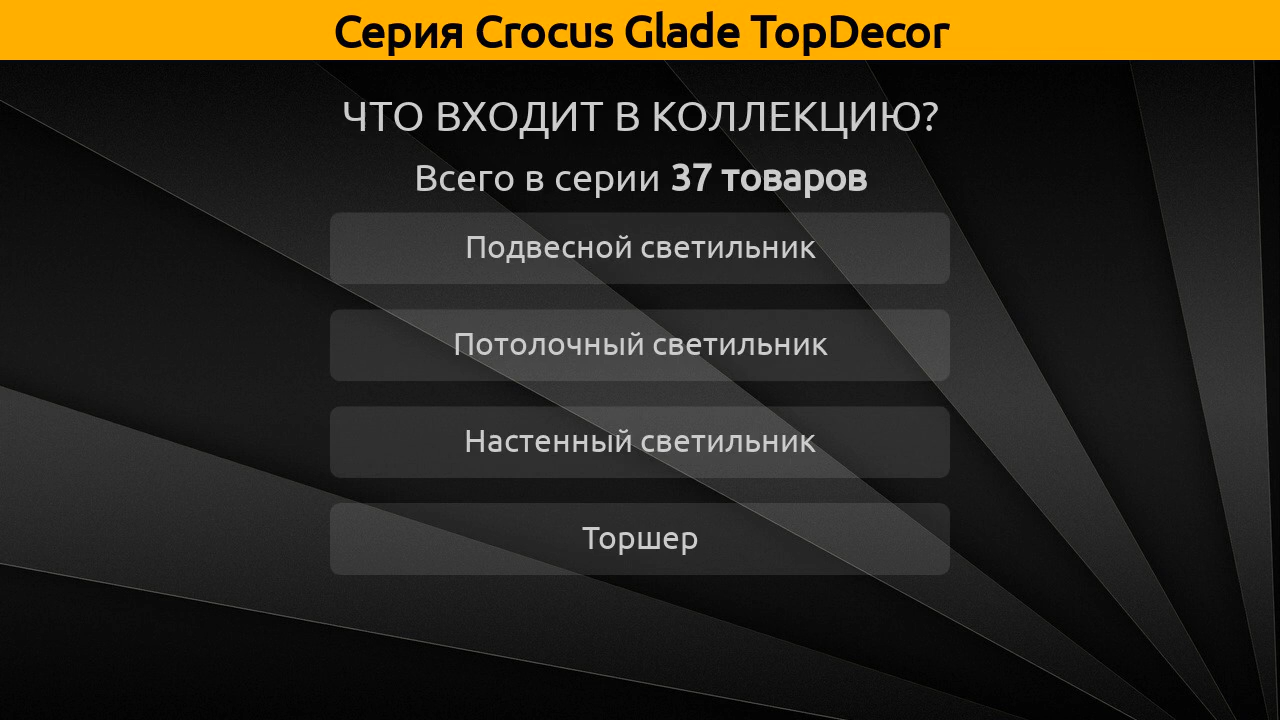 Серия Crocus Glade TopDecor
ЧТО ВХОДИТ В КОЛЛЕКЦИЮ?
Всего в серии 37 товаров
Подвесной светильник
Потолочный светильник
Настенный светильник
Торшер